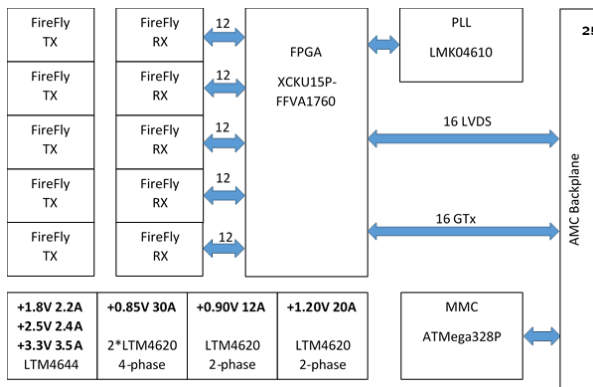 FireFly
TX
FireFly
RX
12
FireFly
TX
FireFly
RX
12
FireFly
TX
FireFly
RX
12
FireFly
TX
FireFly
RX
12
FireFly
TX
FireFly
RX
12
FPGA
XCKU15P-
FFVA1760
PLL
LMK04610
16 LVDS
16 GTx
AMC Backplane
+1.8V 2.2A
+2.5V 2.4A
+3.3V 3.5A
LTM4644
+0.85V 30A
2*LTM4620
4-phase
+0.90V 12A
LTM4620
2-phase
+1.20V 20A
LTM4620
2-phase
MMC
ATMega328P